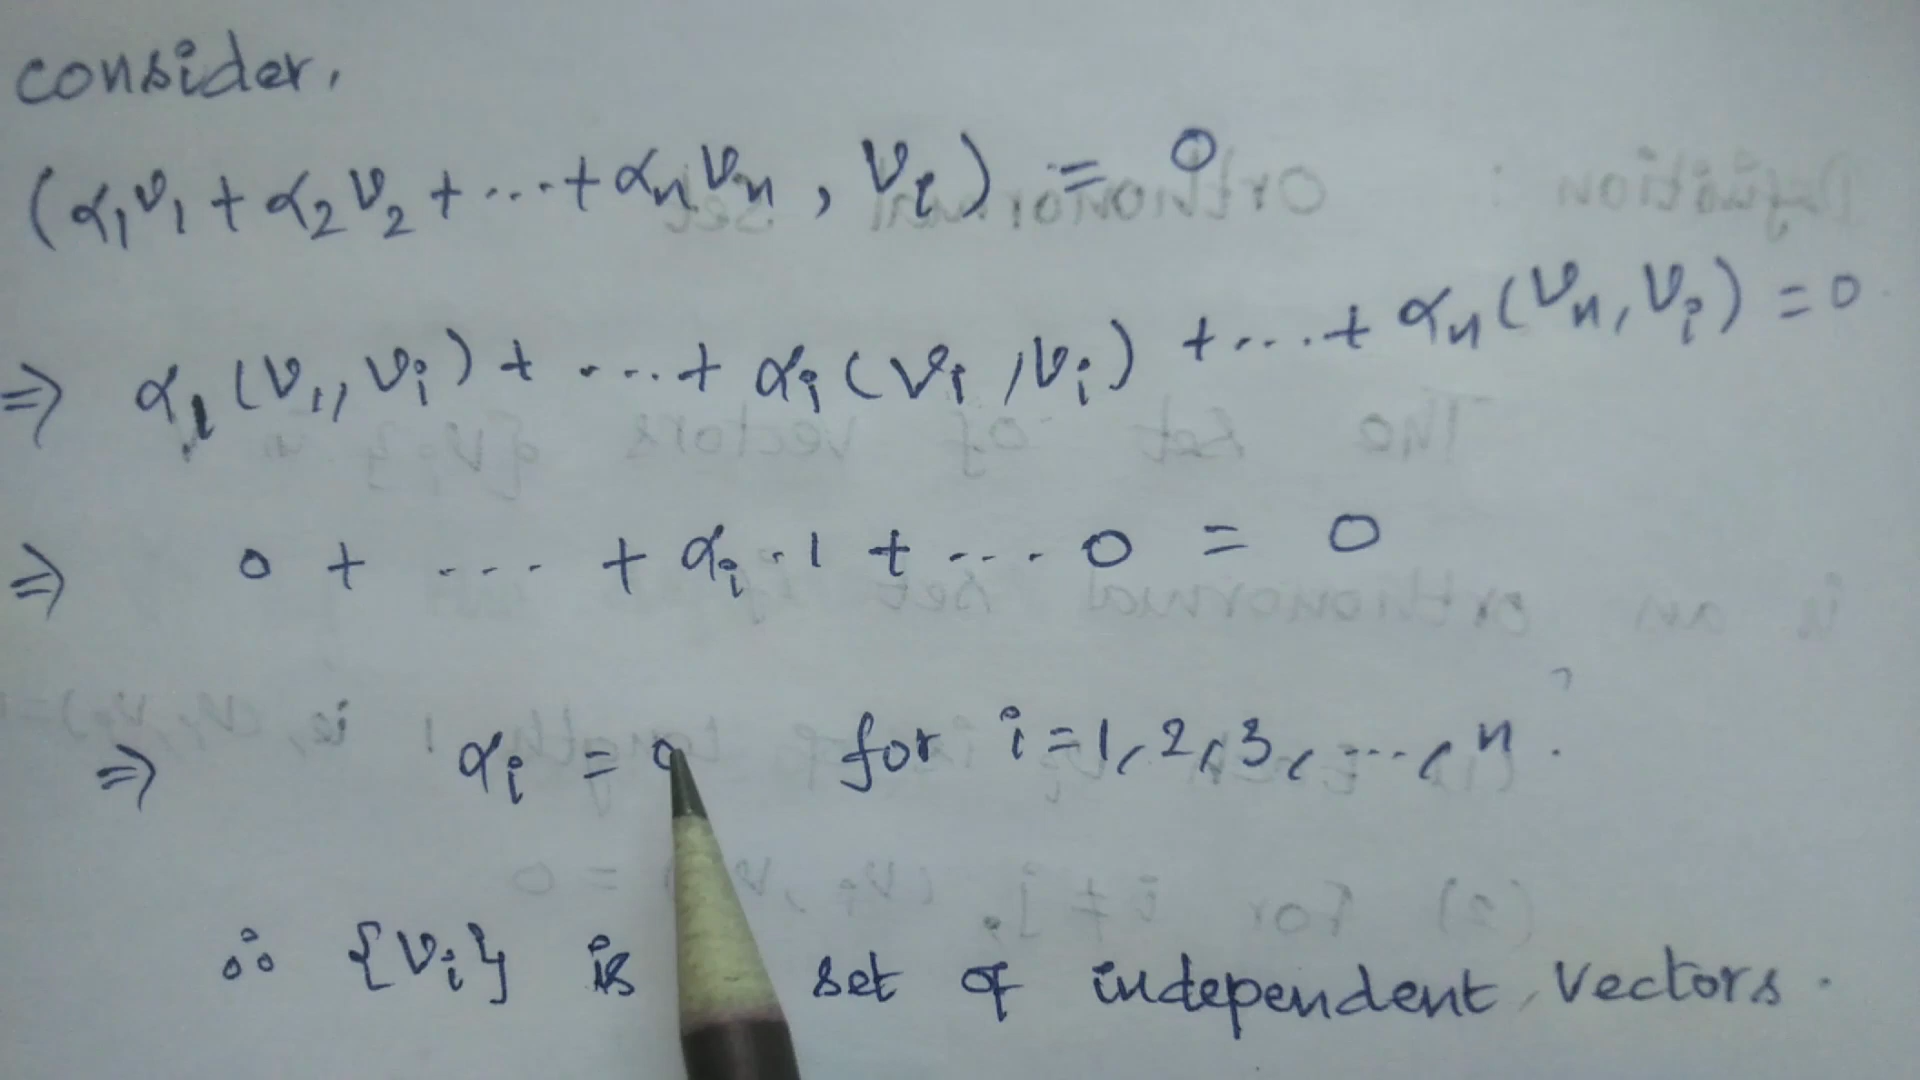 consider,
(α₁v₁ + α₂v₂ + ... + αₙvₙ, vᵢ) = 0
⇒ α₁(v₁, vᵢ) + ... + αᵢ(vᵢ, vᵢ) + ... + αₙ(vₙ, vᵢ) = 0
⇒ 0 + ... + αᵢ·1 + ... 0 = 0
⇒ αᵢ = 0 for i = 1, 2, 3, ..., n.
∴ {vᵢ} is set of independent vectors.